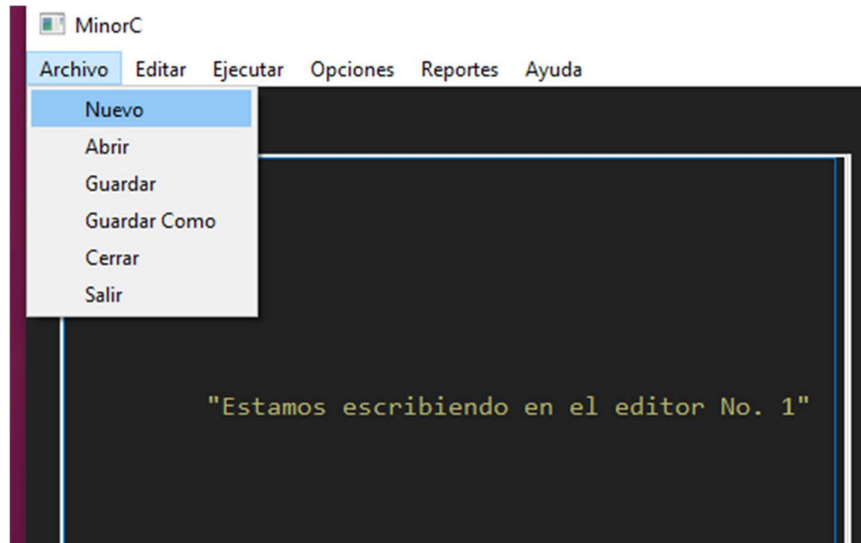 MinorC
Archivo Editar Ejecutar Opciones Reportes Ayuda
Nuevo
Abrir
Guardar
Guardar Como
Cerrar
Salir
"Estamos escribiendo en el editor No. 1"